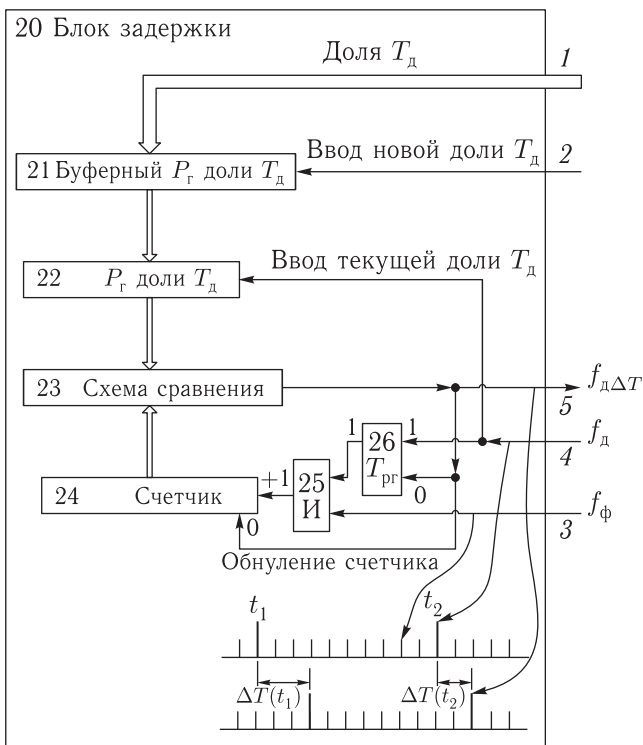 20 Блок задержки
Доля Tд
1
21 Буферный Pг доли Tд
Ввод новой доли Tд
2
22 Pг доли Tд
Ввод текущей доли Tд
23 Схема сравнения
fдΔT
5
1
26
Tрг
1
0
fд
4
24 Счетчик
+1
0
25
И
fф
3
Обнуление счетчика
t1
t2
ΔT(t1)
ΔT(t2)